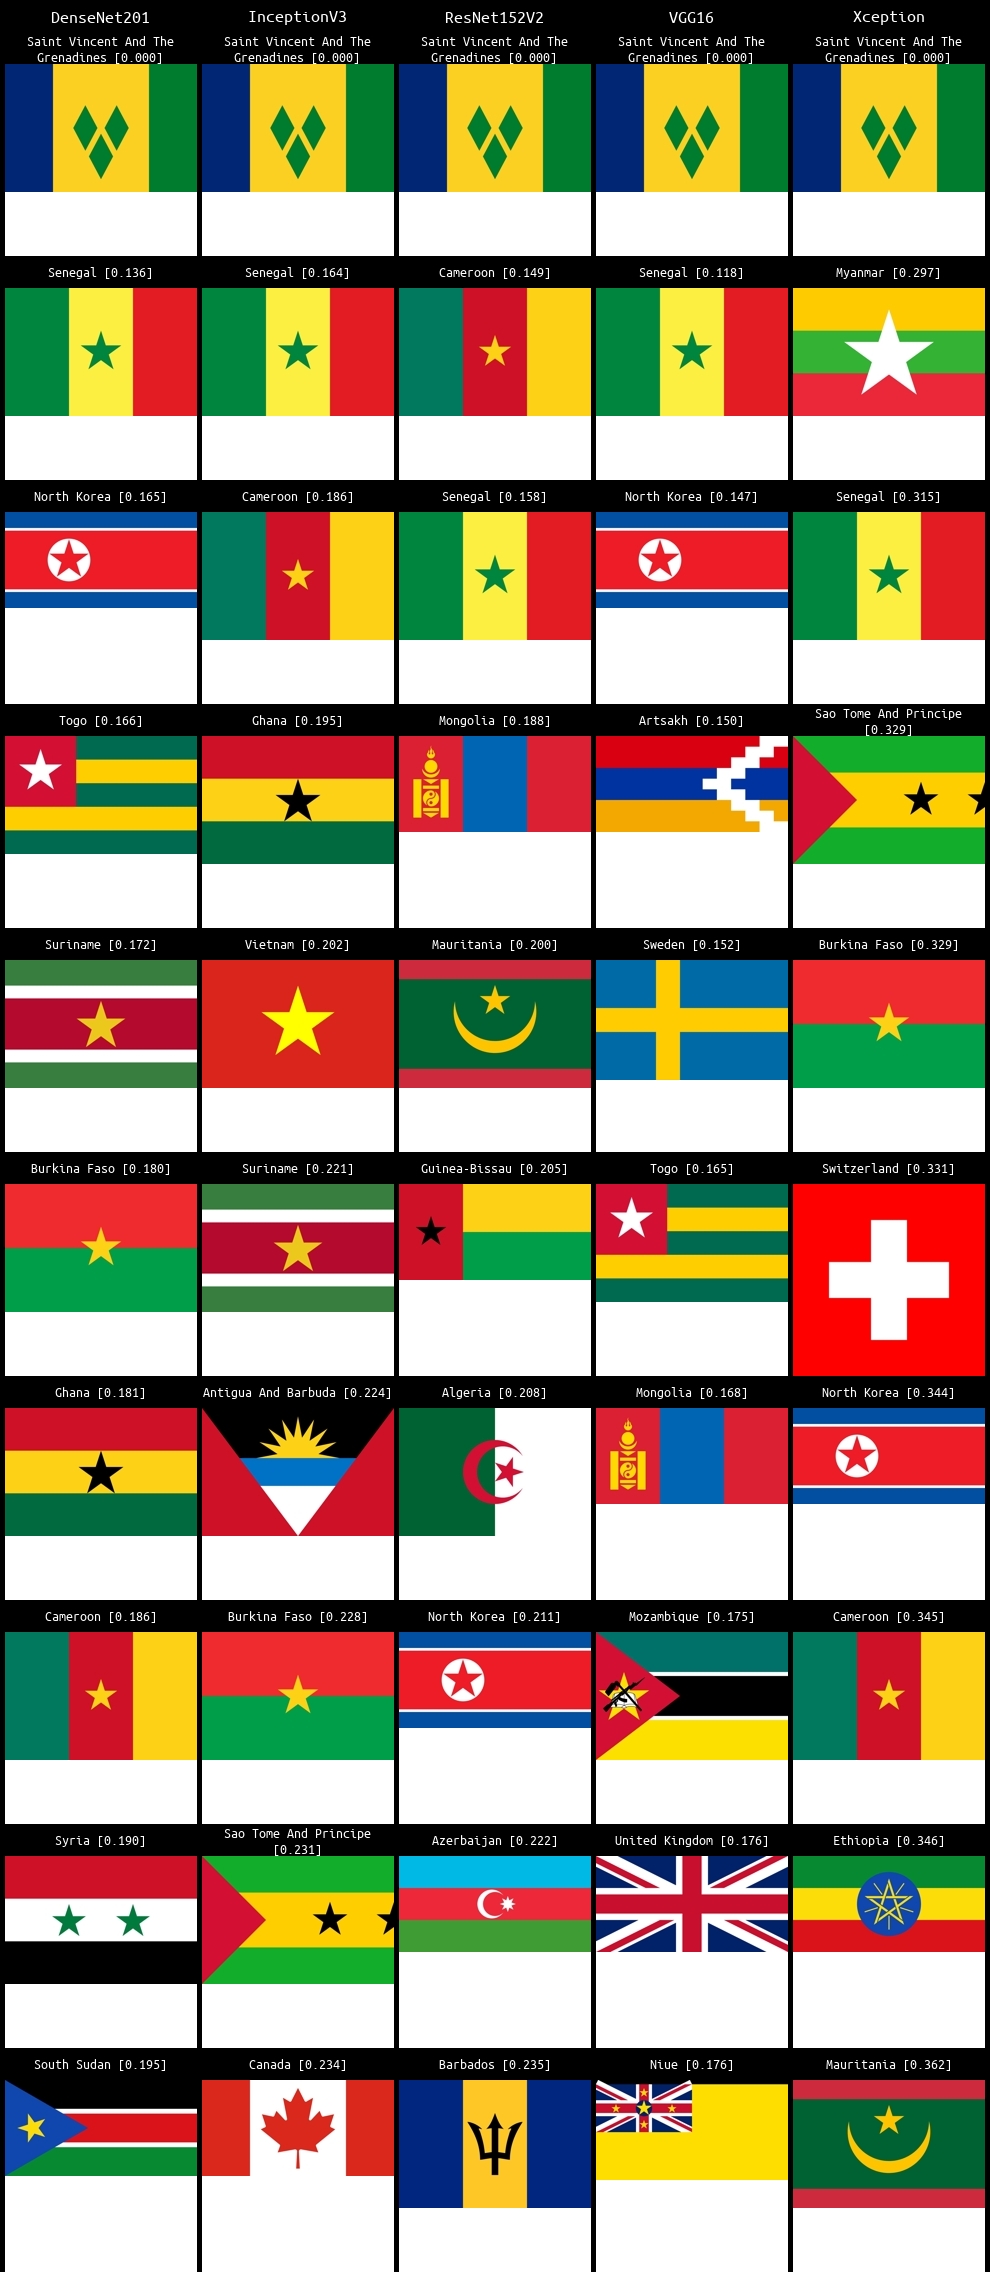 DenseNet201 InceptionV3 ResNet152V2 VGG16 Xception
Saint Vincent And The Saint Vincent And The Saint Vincent And The Saint Vincent And The Saint Vincent And The
Grenadines [0.000] Grenadines [0.000] Grenadines [0.000] Grenadines [0.000] Grenadines [0.000]
Senegal [0.136] Senegal [0.164] Cameroon [0.149] Senegal [0.118] Myanmar [0.297]
North Korea [0.165] Cameroon [0.186] Senegal [0.158] North Korea [0.147] Senegal [0.315]
Togo [0.166] Ghana [0.195] Mongolia [0.188] Artsakh [0.150] Sao Tome And Principe
[0.329]
Suriname [0.172] Vietnam [0.202] Mauritania [0.200] Sweden [0.152] Burkina Faso [0.329]
Burkina Faso [0.180] Suriname [0.221] Guinea-Bissau [0.205] Togo [0.165] Switzerland [0.331]
Ghana [0.181] Antigua And Barbuda [0.224] Algeria [0.208] Mongolia [0.168] North Korea [0.344]
Cameroon [0.186] Burkina Faso [0.228] North Korea [0.211] Mozambique [0.175] Cameroon [0.345]
Syria [0.190] Sao Tome And Principe Azerbaijan [0.222] United Kingdom [0.176] Ethiopia [0.346]
[0.231]
South Sudan [0.195] Canada [0.234] Barbados [0.235] Niue [0.176] Mauritania [0.362]